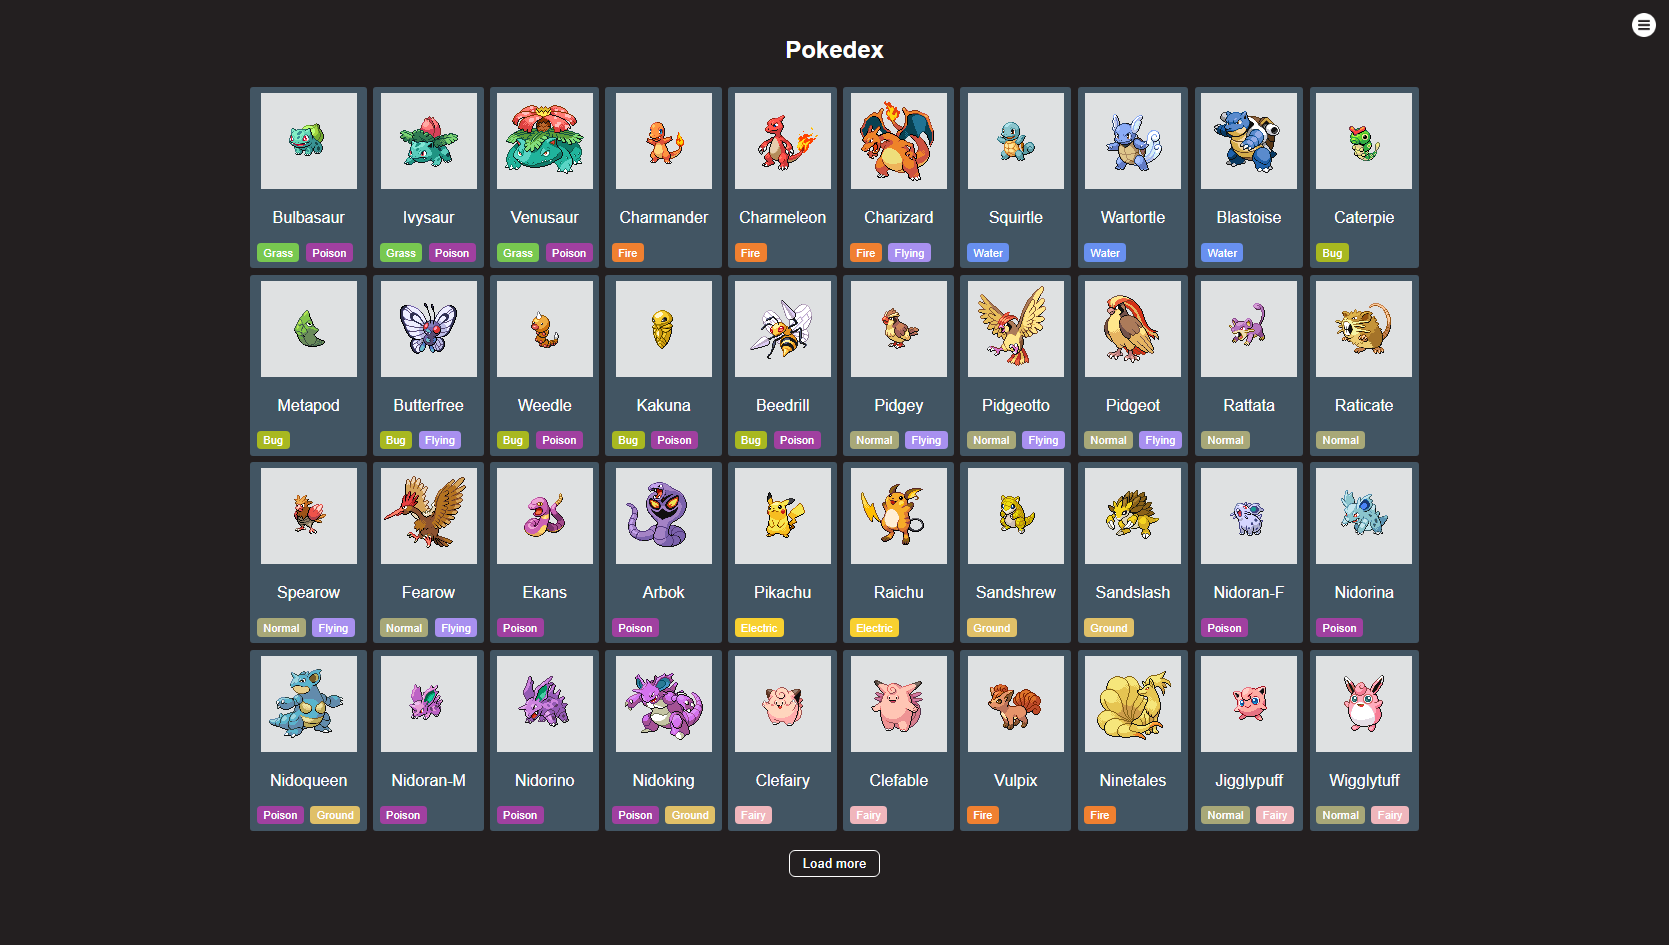 Pokedex
Bulbasaur Ivysaur Venusaur Charmander Charmeleon Charizard Squirtle Wartortle Blastoise Caterpie
Grass Poison Grass Poison Grass Poison Fire Fire Fire Flying Water Water Water Bug
Metapod Butterfree Weedle Kakuna Beedrill Pidgey Pidgeotto Pidgeot Rattata Raticate
Bug Bug Flying Bug Poison Bug Poison Bug Poison Normal Flying Normal Flying Normal Flying Normal Normal
Spearow Fearow Ekans Arbok Pikachu Raichu Sandshrew Sandslash Nidoran-F Nidorina
Normal Flying Normal Flying Poison Poison Electric Electric Ground Ground Poison Poison
Nidoqueen Nidoran-M Nidorino Nidoking Clefairy Clefable Vulpix Ninetales Jigglypuff Wigglytuff
Poison Ground Poison Poison Poison Ground Fairy Fairy Fire Fire Normal Fairy Normal Fairy
Load more